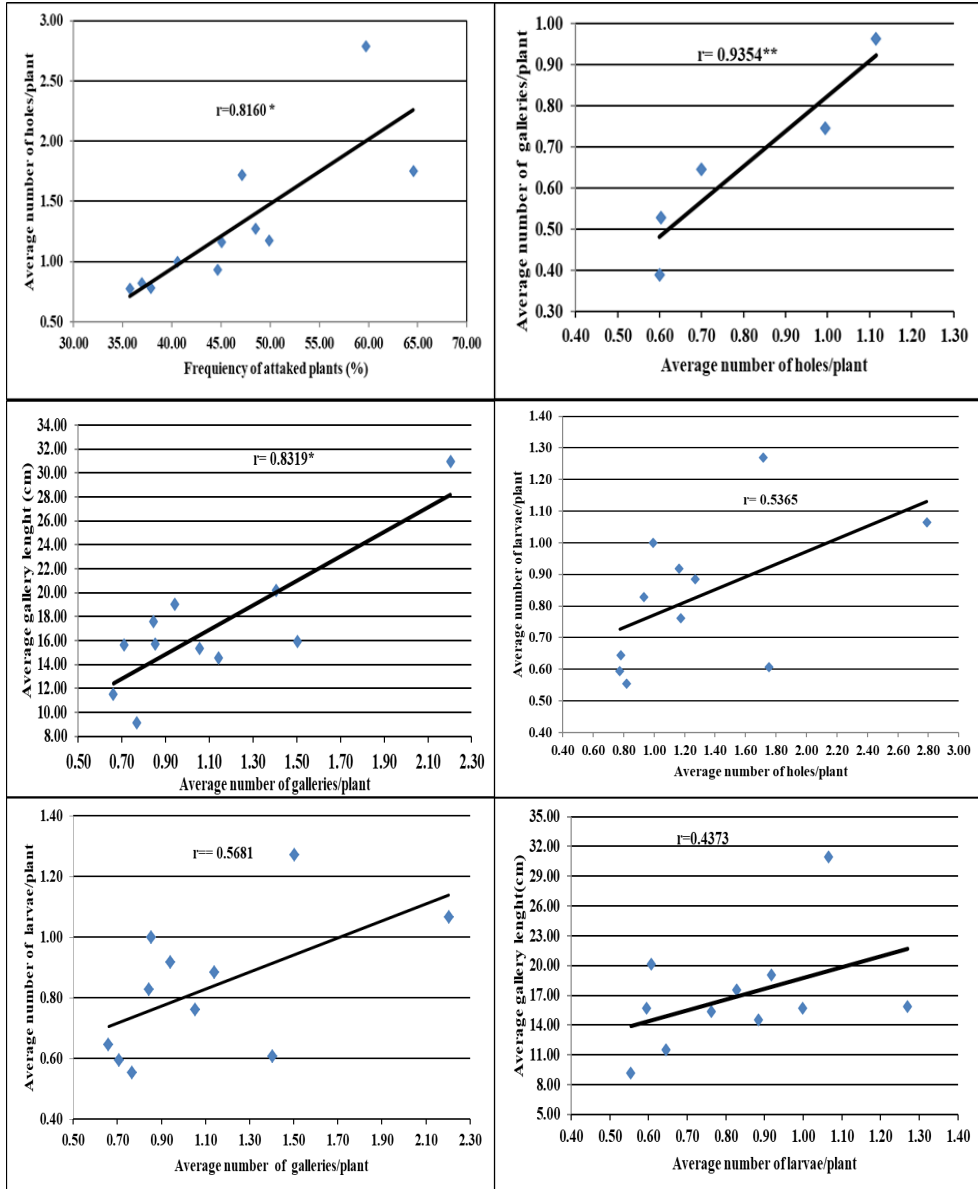 3.00
2.50
2.00
1.50
1.00
0.50
30.00 35.00 40.00 45.00 50.00 55.00 60.00 65.00 70.00
Average number of holes/plant
r=0.8160 *
Frequiency of attaked plants (%)
1.00
0.90
0.80
0.70
0.60
0.50
0.40
0.30
0.40 0.50 0.60 0.70 0.80 0.90 1.00 1.10 1.20 1.30
Average number of galleries/plant
r= 0.9354**
Average number of holes/plant
34.00
32.00
30.00
28.00
26.00
24.00
22.00
20.00
18.00
16.00
14.00
12.00
10.00
8.00
0.50 0.70 0.90 1.10 1.30 1.50 1.70 1.90 2.10 2.30
Average gallery lenght (cm)
r= 0.8319*
Average number of galleries/plant
1.40
1.30
1.20
1.10
1.00
0.90
0.80
0.70
0.60
0.50
0.40
0.40 0.60 0.80 1.00 1.20 1.40 1.60 1.80 2.00 2.20 2.40 2.60 2.80 3.00
Average number of larvae/plant
r= 0.5365
Average number of holes/plant
1.40
1.20
1.00
0.80
0.60
0.40
0.50 0.70 0.90 1.10 1.30 1.50 1.70 1.90 2.10 2.30
Average number of larvae/plant
r== 0.5681
Average number of galleries/plant
35.00
32.00
29.00
26.00
23.00
20.00
17.00
14.00
11.00
8.00
5.00
0.40 0.50 0.60 0.70 0.80 0.90 1.00 1.10 1.20 1.30 1.40
Average gallery lenght(cm)
r=0.4373
Average number of larvae/plant